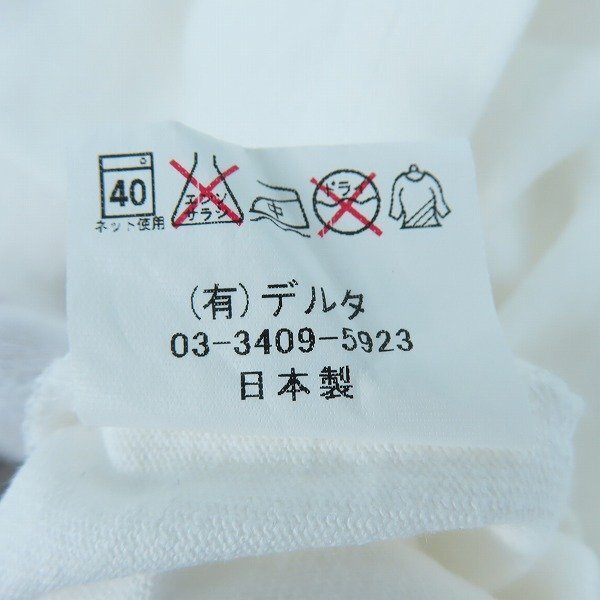 40
ネット使用
エンソ
サラシ
中
ドライ
(有)デルタ
03-3409-5923
日本製